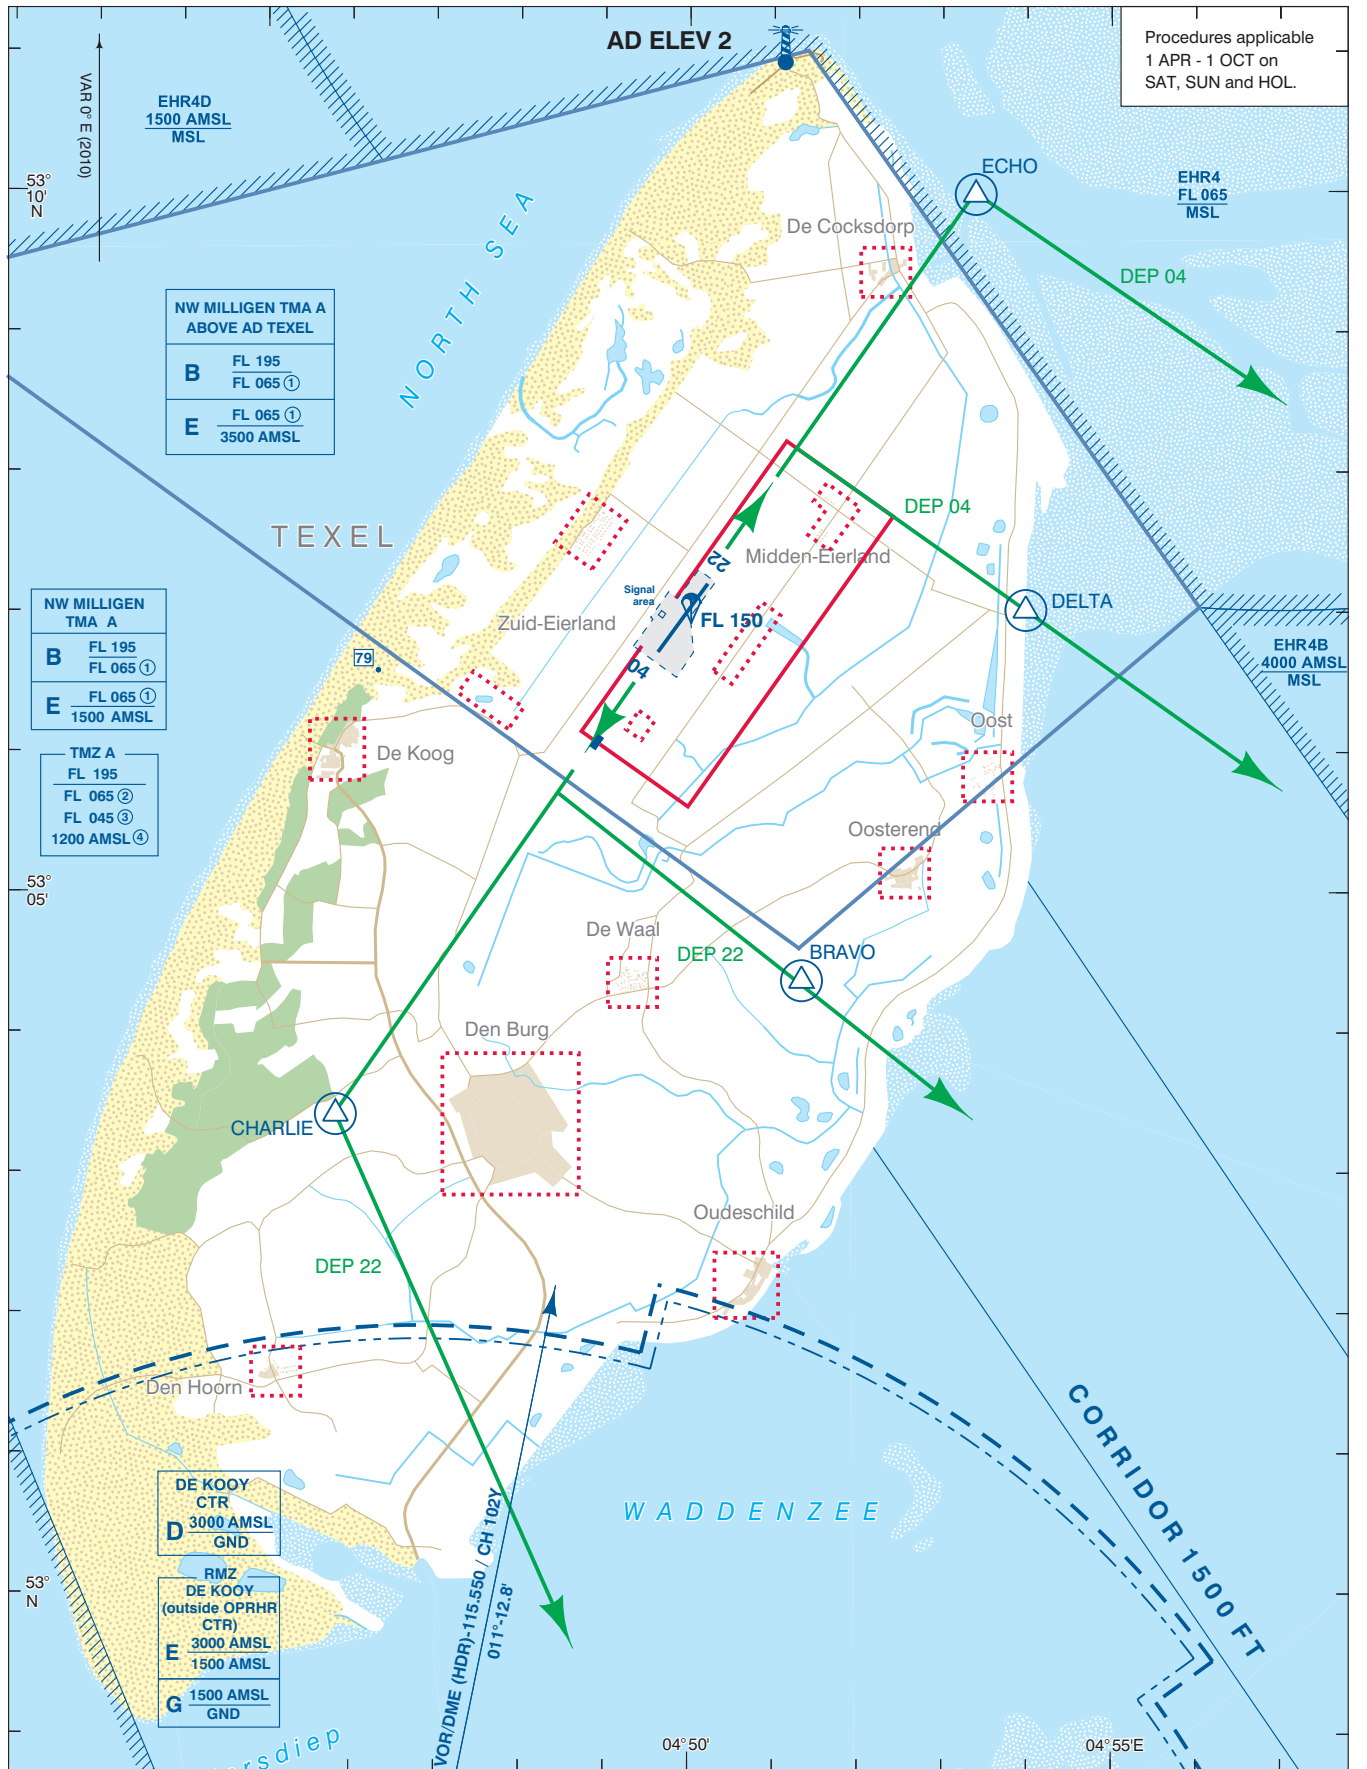 AD ELEV 2
Procedures applicable
1 APR - 1 OCT on
SAT, SUN and HOL.
VAR 0° E (2010)
EHR4D
1500 AMSL
MSL
53°
10'
N
ECHO
EHR4
FL 065
MSL
De Cocksdorp
NORTH SEA
DEP 04
NW MILLIGEN TMA A
ABOVE AD TEXEL
B FL 195
FL 065 ①
E FL 065 ①
3500 AMSL
TEXEL
DEP 04
Midden-Eierland
22
Signal
area
FL 150
Zuid-Eierland
04
DELTA
NW MILLIGEN
TMA A
B FL 195
FL 065 ①
E FL 065 ①
1500 AMSL
79
EHR4B
4000 AMSL
MSL
Oost
De Koog
TMZ A
FL 195
FL 065 ②
FL 045 ③
1200 AMSL ④
Oosterend
53°
05'
De Waal
DEP 22
BRAVO
Den Burg
CHARLIE
Oudeschild
DEP 22
Den Hoorn
CORRIDOR 1500 FT
WADDENZEE
DE KOOY
CTR
D 3000 AMSL
GND
RMZ
DE KOOY
(outside OPRHR
CTR)
E 3000 AMSL
1500 AMSL
G 1500 AMSL
GND
53°
N
VOR/DME (HDR)-115.550 / CH 102Y
011°-12.8'
rsdiep
04°50'
04°55'E